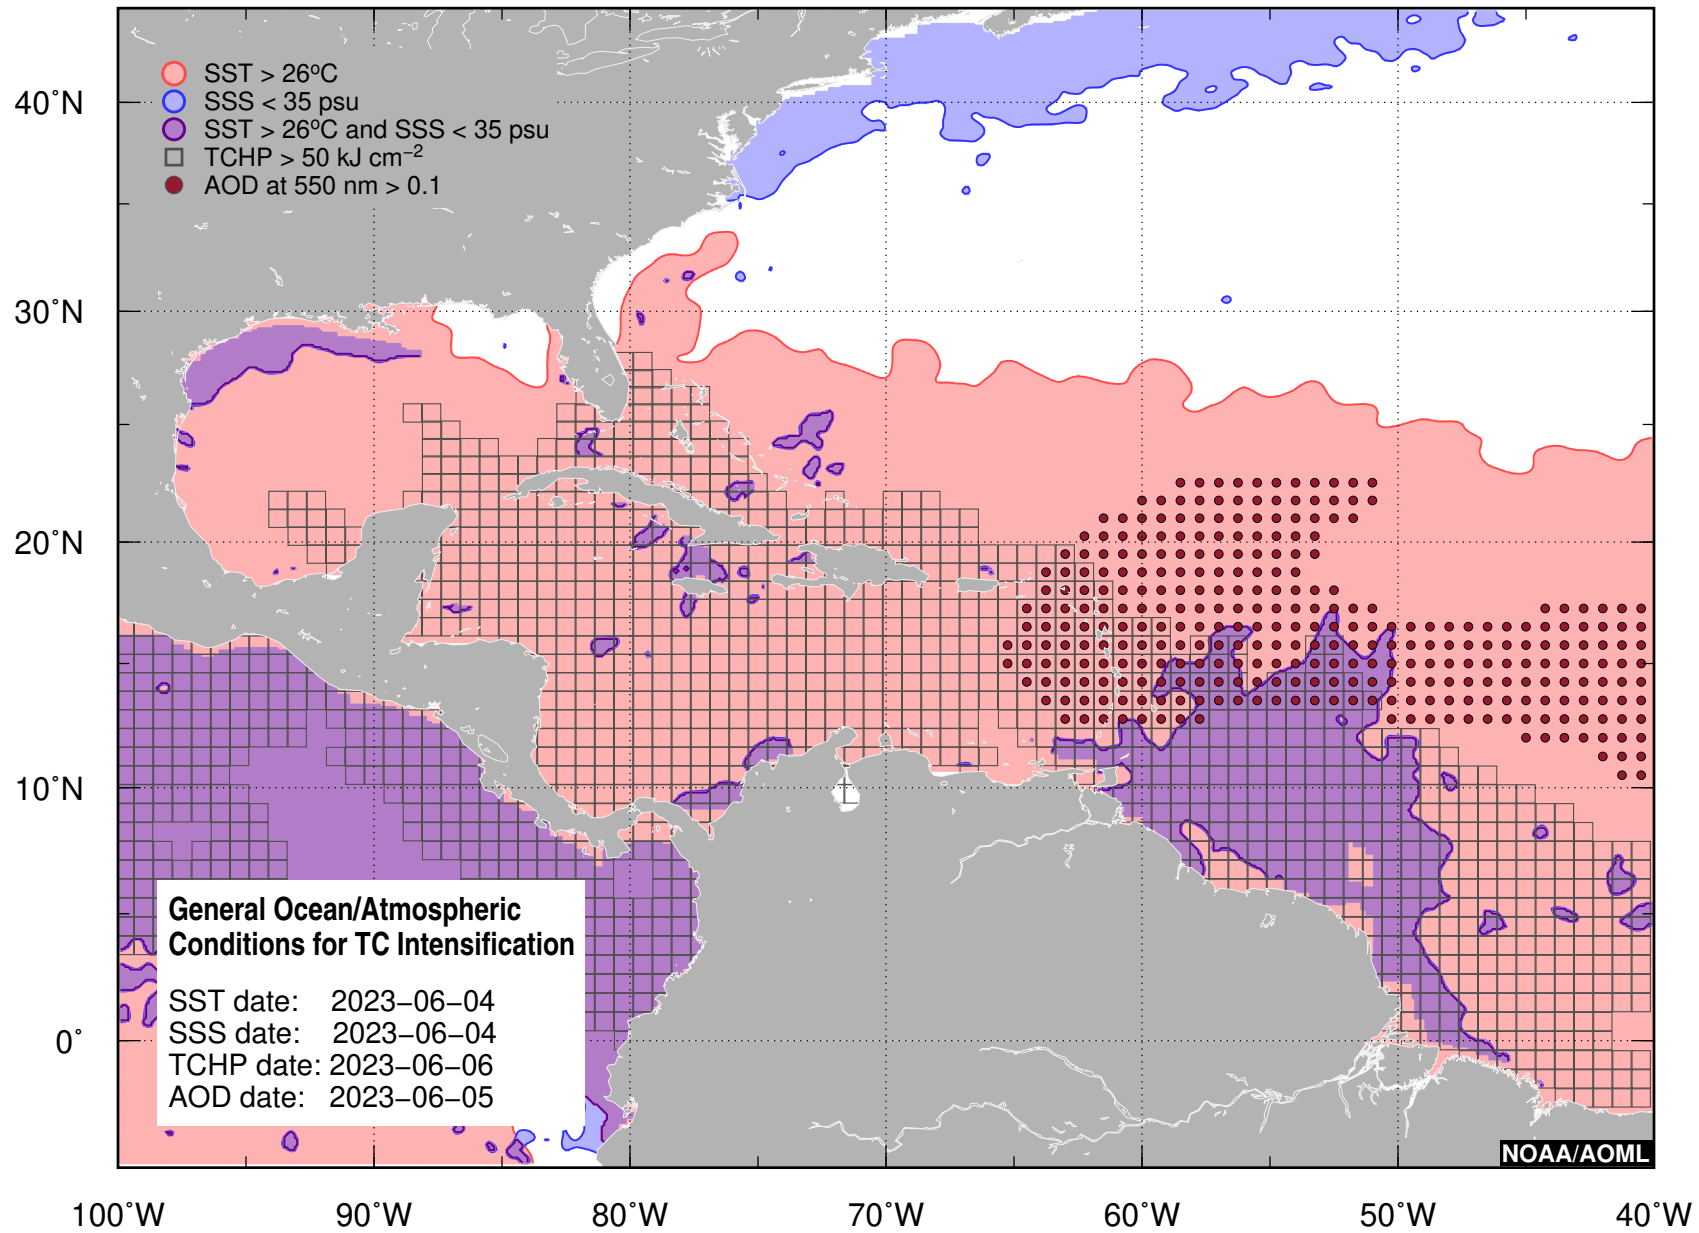 SST > 26ºC
SSS < 35 psu
SST > 26ºC and SSS < 35 psu
TCHP > 50 kJ cm⁻²
AOD at 550 nm > 0.1
40˚N
30˚N
20˚N
10˚N
0˚
General Ocean/Atmospheric
Conditions for TC Intensification
SST date: 2023−06−04
SSS date: 2023−06−04
TCHP date: 2023−06−06
AOD date: 2023−06−05
NOAA/AOML
100˚W 90˚W 80˚W 70˚W 60˚W 50˚W 40˚W